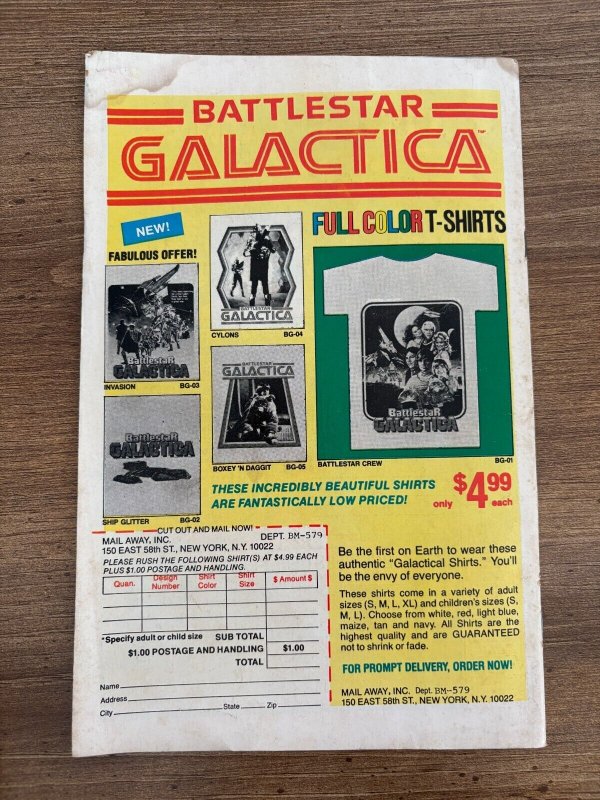 BATTLESTAR
GALACTICA™
NEW!
FABULOUS OFFER!
FULL COLOR T-SHIRTS
BattlestaR
GALACTICA
INVASION BG-03
BATTLESTAR
GALACTICA
CYLONS BG-04
BattlestaR
GALACTICA
SHIP GLITTER BG-02
BATTLESTAR
GALACTICA
BOXEY 'N DAGGIT BG-05
BattlestaR
GALACTICA
BATTLESTAR CREW BG-01
THESE INCREDIBLY BEAUTIFUL SHIRTS
ARE FANTASTICALLY LOW PRICED!
only $4.99 each
CUT OUT AND MAIL NOW!
MAIL AWAY, INC. DEPT. BM-579
150 EAST 58th ST., NEW YORK, N.Y. 10022
PLEASE RUSH THE FOLLOWING SHIRT(S) AT $4.99 EACH
PLUS $1.00 POSTAGE AND HANDLING.
Quan. Design Number Shirt Color Shirt Size $ Amount $
*Specify adult or child size SUB TOTAL
$1.00 POSTAGE AND HANDLING $1.00
TOTAL
Name
Address
City State Zip
Be the first on Earth to wear these
authentic "Galactical Shirts." You'll
be the envy of everyone.
These shirts come in a variety of adult
sizes (S, M, L, XL) and children's sizes (S,
M, L). Choose from white, red, light blue,
maize, tan and navy. All Shirts are the
highest quality and are GUARANTEED
not to shrink or fade.
FOR PROMPT DELIVERY, ORDER NOW!
MAIL AWAY, INC. Dept. BM-579
150 EAST 58th ST., NEW YORK, N.Y. 10022